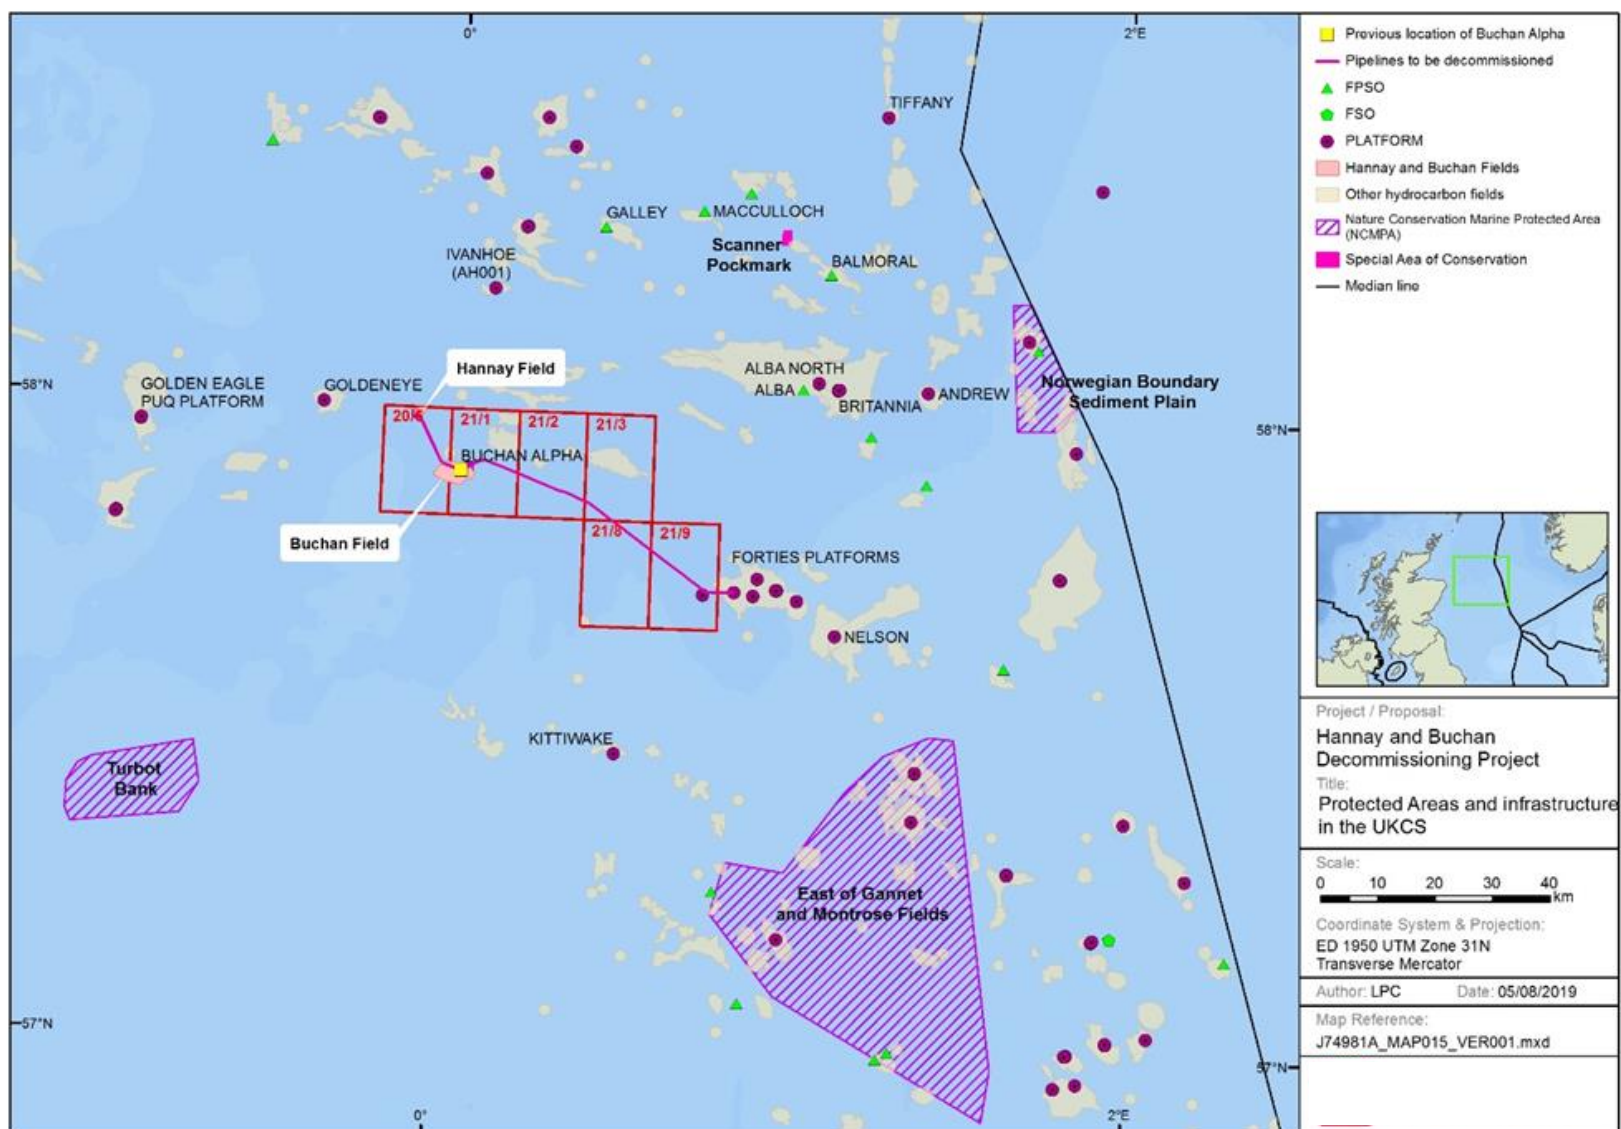 0°
2°E
TIFFANY
GALLEY
MACCULLOCH
Scanner
Pockmark
IVANHOE
(AH001)
BALMORAL
Hannay Field
58°N
GOLDEN EAGLE
PUQ PLATFORM
GOLDENEYE
ALBA NORTH
ALBA
BRITANNIA
ANDREW
Norwegian Boundary
Sediment Plain
58°N
21/1
21/2
21/3
BUCHAN ALPHA
Buchan Field
21/8
21/9
FORTIES PLATFORMS
NELSON
KITTIWAKE
Turbot
Bank
East of Gannet
and Montrose Fields
57°N
57°N
0°
2°E
Previous location of Buchan Alpha
Pipelines to be decommissioned
FPSO
FSO
PLATFORM
Hannay and Buchan Fields
Other hydrocarbon fields
Nature Conservation Marine Protected Area
(NCMPA)
Special Aea of Conservation
Median line
Project / Proposal:
Hannay and Buchan
Decommissioning Project
Title:
Protected Areas and infrastructure
in the UKCS
Scale:
0 10 20 30 40
km
Coordinate System & Projection:
ED 1950 UTM Zone 31N
Transverse Mercator
Author: LPC Date: 05/08/2019
Map Reference:
J74981A_MAP015_VER001.mxd